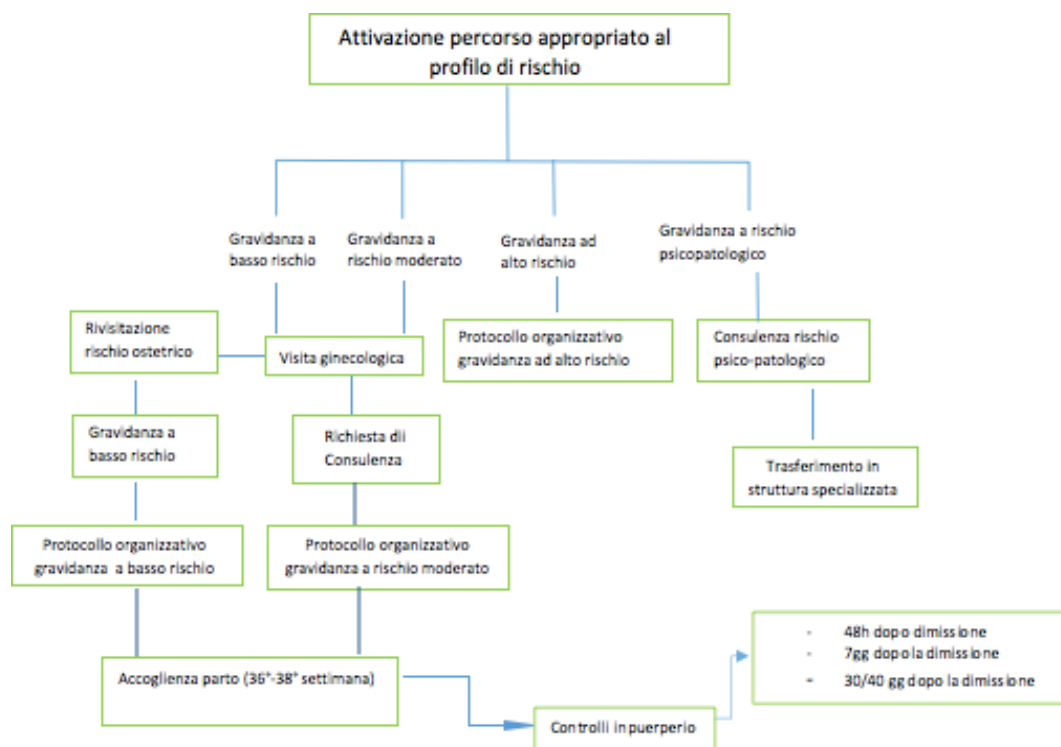 Attivazione percorso appropriato al
profilo di rischio
Gravidanza a
basso rischio
Gravidanza a
rischio moderato
Gravidanza ad
alto rischio
Gravidanza a rischio
psicopatologico
Rivisitazione
rischio ostetrico
Visita ginecologica
Protocollo organizzativo
gravidanza ad alto rischio
Consulenza rischio
psico-patologico
Gravidanza a
basso rischio
Richiesta dii
Consulenza
Trasferimento in
struttura specializzata
Protocollo organizzativo
gravidanza a basso rischio
Protocollo organizzativo
gravidanza a rischio moderato
Accoglienza parto (36°-38° settimana)
- 48h dopo dimissione
- 7gg dopo la dimissione
- 30/40 gg dopo la dimissione
Controlli in puerperio